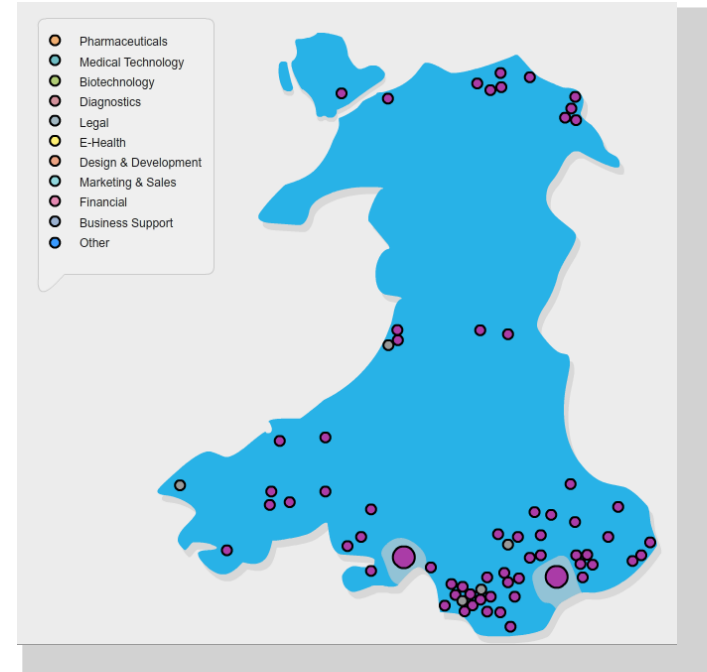 Pharmaceuticals
Medical Technology
Biotechnology
Diagnostics
Legal
E-Health
Design & Development
Marketing & Sales
Financial
Business Support
Other